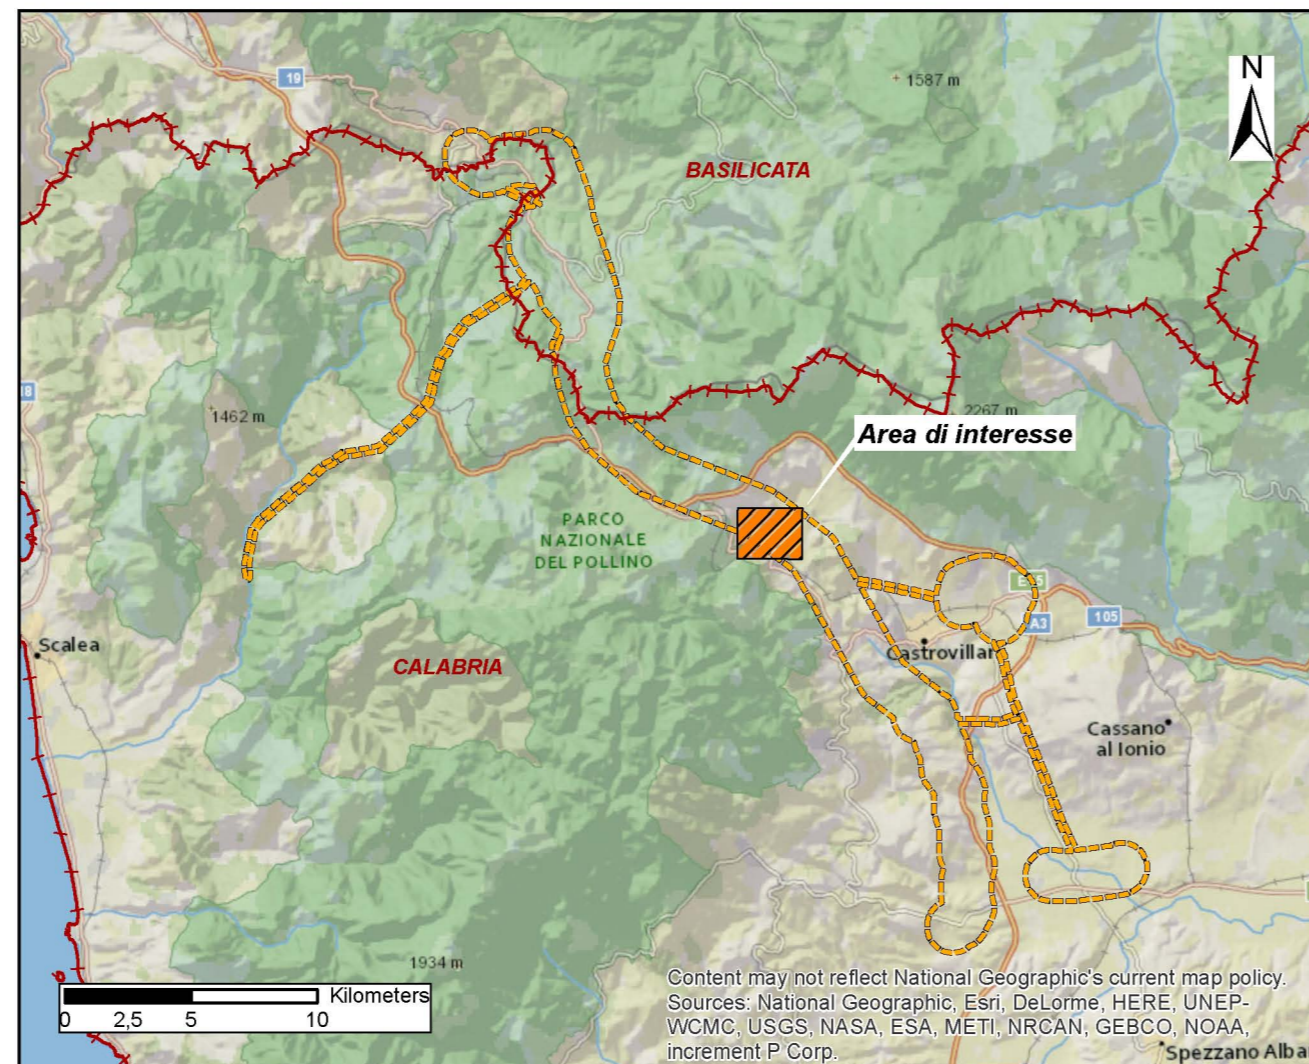 19
1587 m
N
BASILICATA
18
1462 m
2267 m
Area di interesse
PARCO
NAZIONALE
DEL POLLINO
A3
105
Scalea
Castrovillar
CALABRIA
Cassano
al Ionio
1934 m
Kilometers
0 2,5 5 10
Content may not reflect National Geographic's current map policy.
Sources: National Geographic, Esri, DeLorme, HERE, UNEP-
WCMC, USGS, NASA, ESA, METI, NRCAN, GEBCO, NOAA,
increment P Corp.
Spezzano Alba